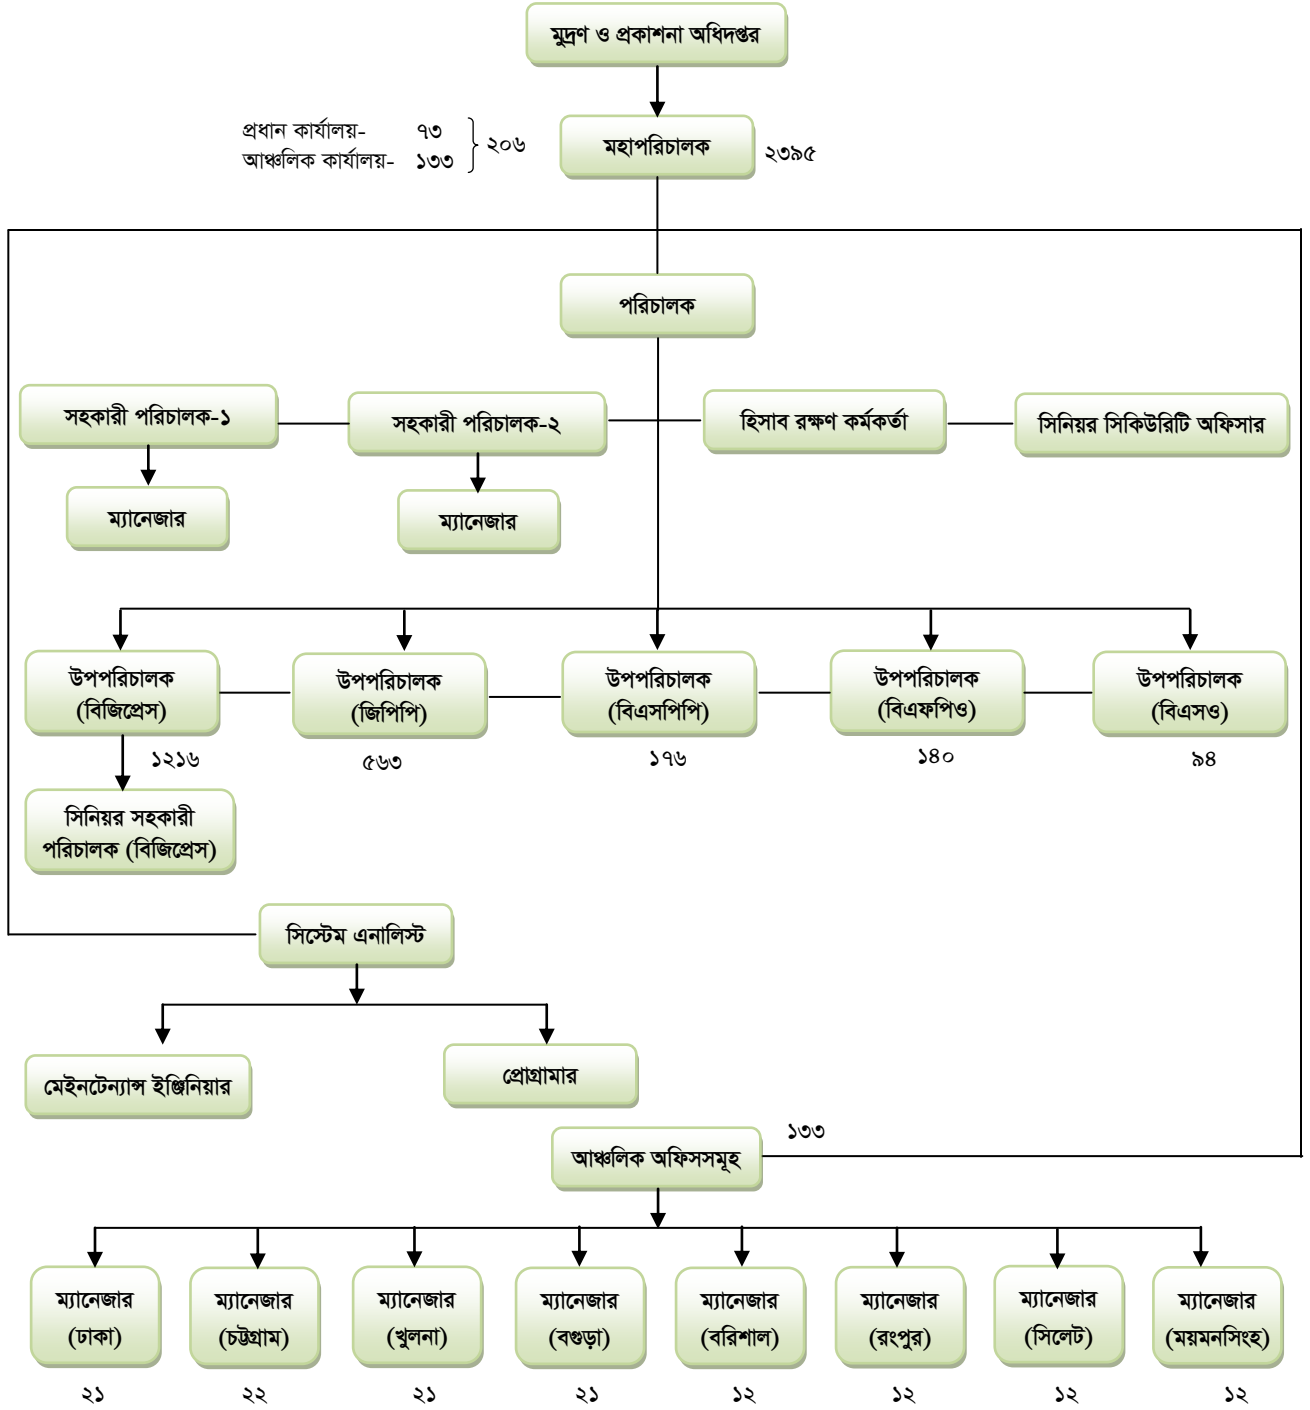 মুদ্রণ ও প্রকাশনা অধিদপ্তর
প্রধান কার্যালয়- ৭৩
আঞ্চলিক কার্যালয়- ১৩৩
২০৬
মহাপরিচালক
২৩৯৫
পরিচালক
সহকারী পরিচালক-১
সহকারী পরিচালক-২
হিসাব রক্ষণ কর্মকর্তা
সিনিয়র সিকিউরিটি অফিসার
ম্যানেজার
ম্যানেজার
উপপরিচালক
(বিজিপ্রেস)
উপপরিচালক
(জিপিপি)
উপপরিচালক
(বিএসপিপি)
উপপরিচালক
(বিএফপিও)
উপপরিচালক
(বিএসও)
১২১৬
৫৬৩
১৭৬
১৪০
৯৪
সিনিয়র সহকারী
পরিচালক (বিজিপ্রেস)
সিস্টেম এনালিস্ট
মেইনটেন্যান্স ইঞ্জিনিয়ার
প্রোগ্রামার
আঞ্চলিক অফিসসমূহ
১৩৩
ম্যানেজার
(ঢাকা)
ম্যানেজার
(চট্টগ্রাম)
ম্যানেজার
(খুলনা)
ম্যানেজার
(বগুড়া)
ম্যানেজার
(বরিশাল)
ম্যানেজার
(রংপুর)
ম্যানেজার
(সিলেট)
ম্যানেজার
(ময়মনসিংহ)
২১
২২
২১
২১
১২
১২
১২
১২